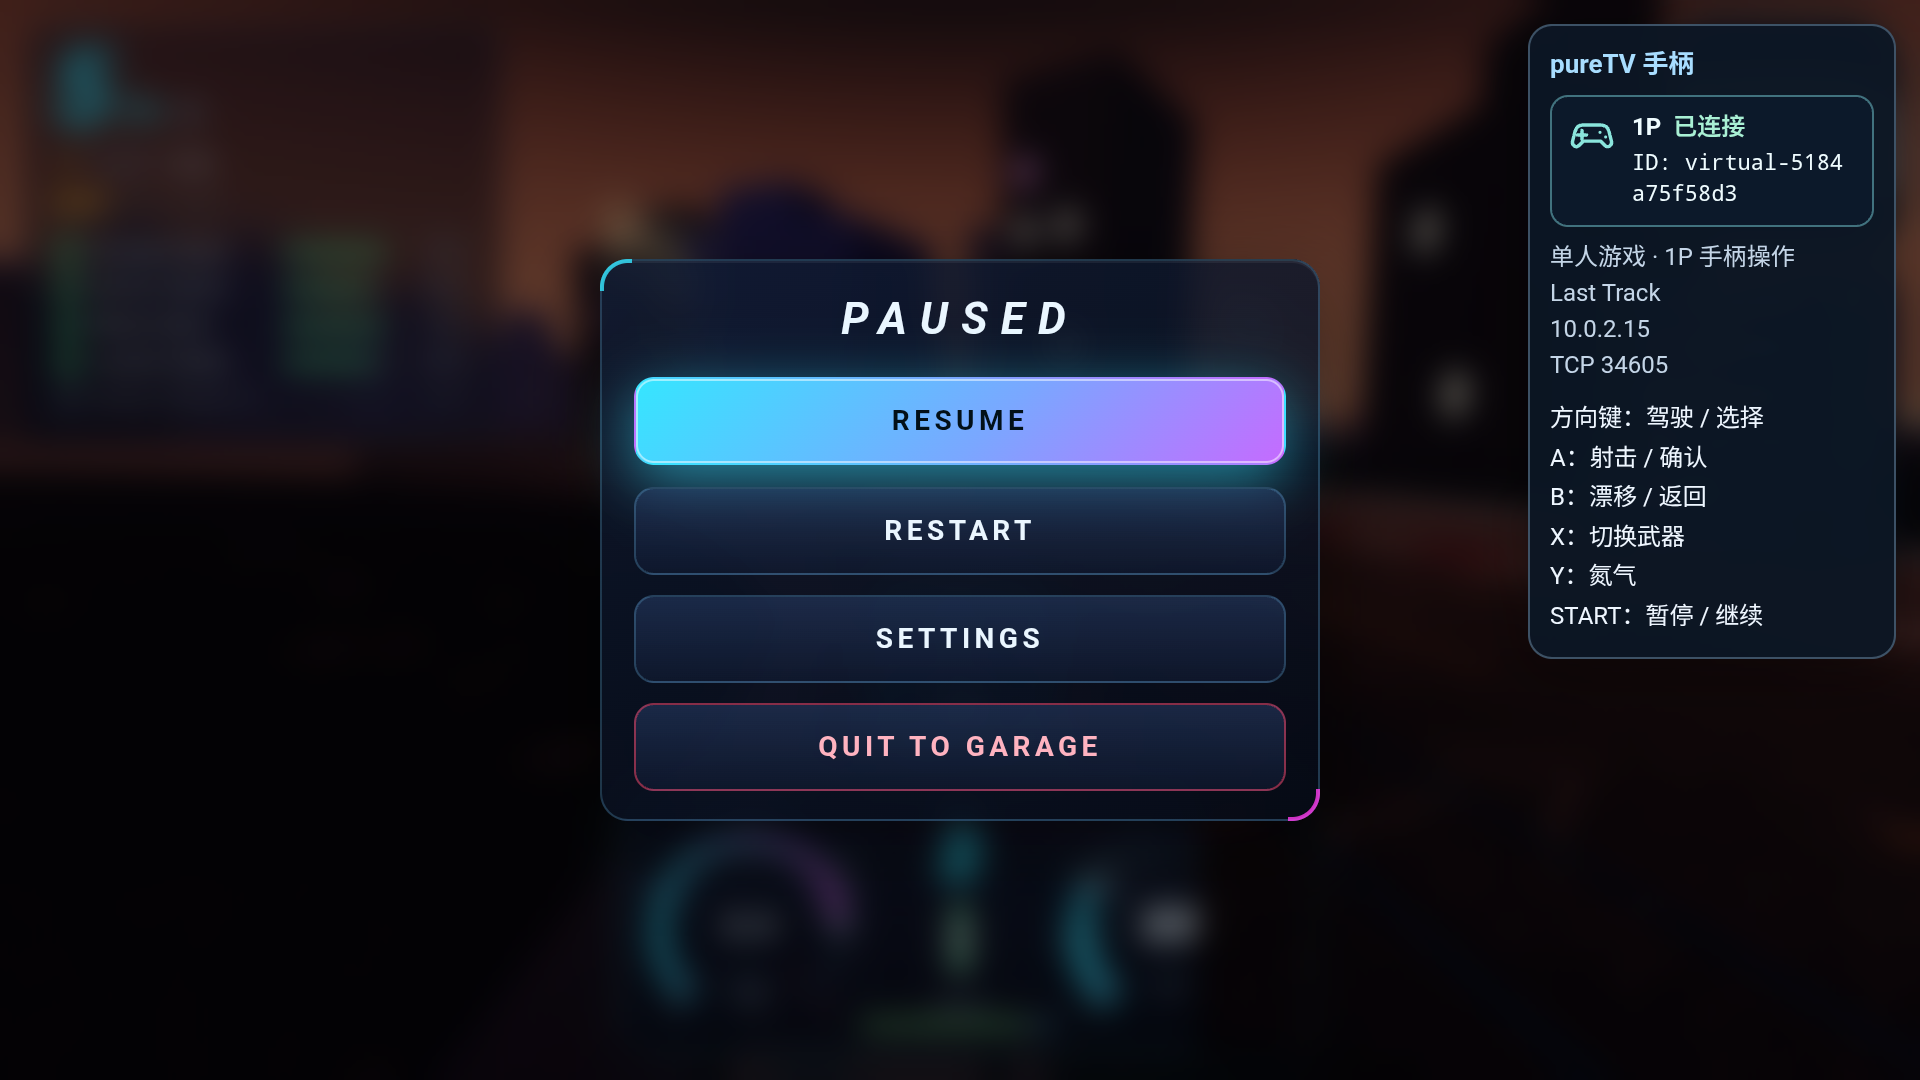 PAUSED
RESUME
RESTART
SETTINGS
QUIT TO GARAGE
pureTV 手柄
1P 已连接
ID: virtual-5184
a75f58d3
单人游戏 · 1P 手柄操作
Last Track
10.0.2.15
TCP 34605
方向键：驾驶 / 选择
A：射击 / 确认
B：漂移 / 返回
X：切换武器
Y：氮气
START：暂停 / 继续